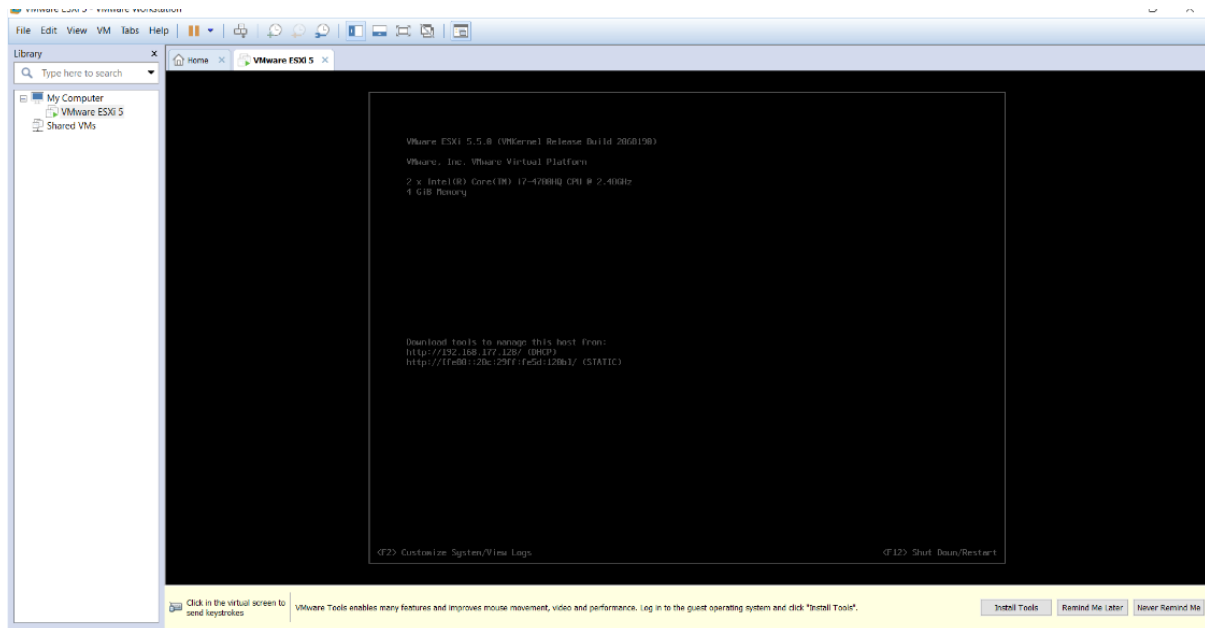 VMware ESXi 5 - VMware Workstation
File Edit View VM Tabs Help
Library x
Home × VMware ESXi 5 ×
Type here to search
My Computer
VMware ESXi 5
Shared VMs
VMware ESXi 5.5.0 (VMKernel Release Build 2068190)
VMware, Inc. VMware Virtual Platform
2 x Intel(R) Core(TM) i7-4700HQ CPU @ 2.40GHz
4 GiB Memory
Download tools to manage this host from:
http://192.168.177.128/ (DHCP)
http://[fe80::20c:29ff:fe5d:120b]/ (STATIC)
<F2> Customize System/View Logs <F12> Shut Down/Restart
Click in the virtual screen to
send keystrokes
VMware Tools enables many features and improves mouse movement, video and performance. Log in to the guest operating system and click "Install Tools".
Install Tools Remind Me Later Never Remind Me